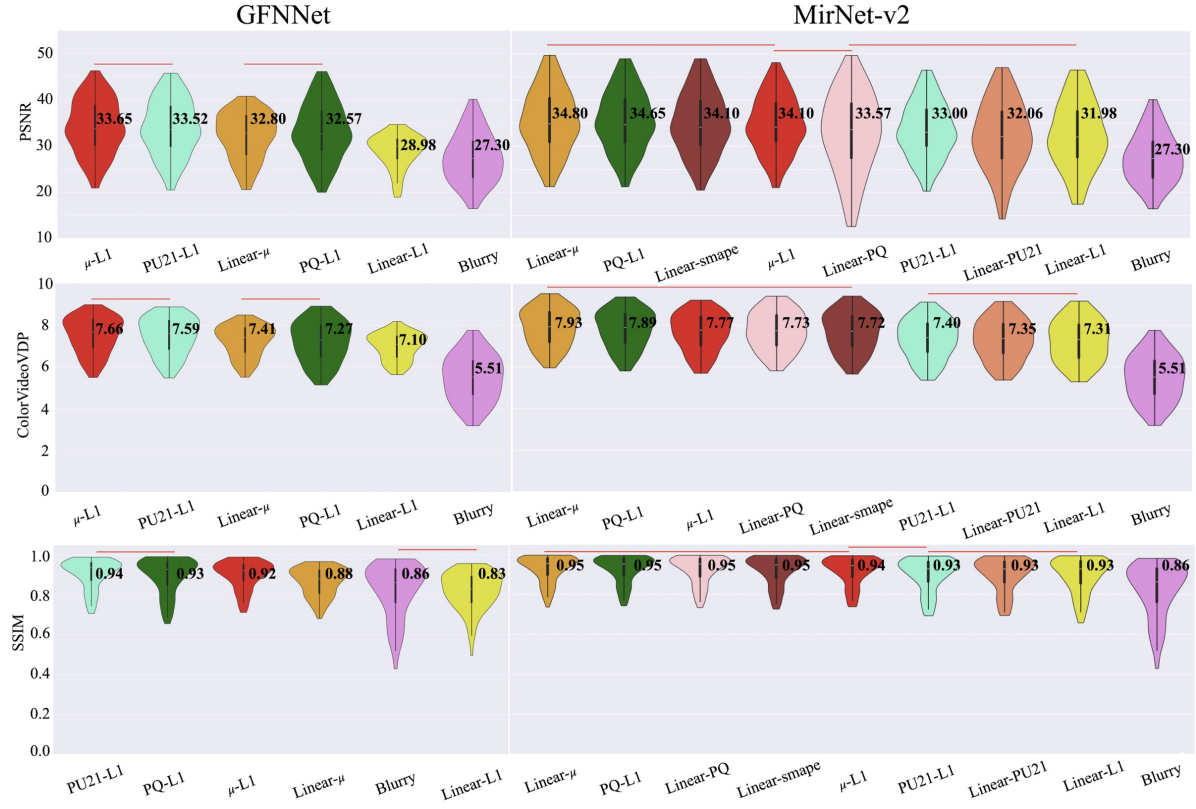 GFNNet MirNet-v2
PSNR
50
40
30
20
10
33.65 33.52 32.80 32.57 28.98 27.30 34.80 34.65 34.10 34.10 33.57 33.00 32.06 31.98 27.30
μ-L1 PU21-L1 Linear-μ PQ-L1 Linear-L1 Blurry Linear-μ PQ-L1 Linear-smape μ-L1 Linear-PQ PU21-L1 Linear-PU21 Linear-L1 Blurry
ColorVideoVDP
10
8
6
4
2
0
7.66 7.59 7.41 7.27 7.10 5.51 7.93 7.89 7.77 7.73 7.72 7.40 7.35 7.31 5.51
μ-L1 PU21-L1 Linear-μ PQ-L1 Linear-L1 Blurry Linear-μ PQ-L1 μ-L1 Linear-PQ Linear-smape PU21-L1 Linear-PU21 Linear-L1 Blurry
SSIM
1.0
0.8
0.6
0.4
0.2
0.0
0.94 0.93 0.92 0.88 0.86 0.83 0.95 0.95 0.95 0.95 0.94 0.93 0.93 0.93 0.86
PU21-L1 PQ-L1 μ-L1 Linear-μ Blurry Linear-L1 Linear-μ PQ-L1 Linear-PQ Linear-smape μ-L1 PU21-L1 Linear-PU21 Linear-L1 Blurry